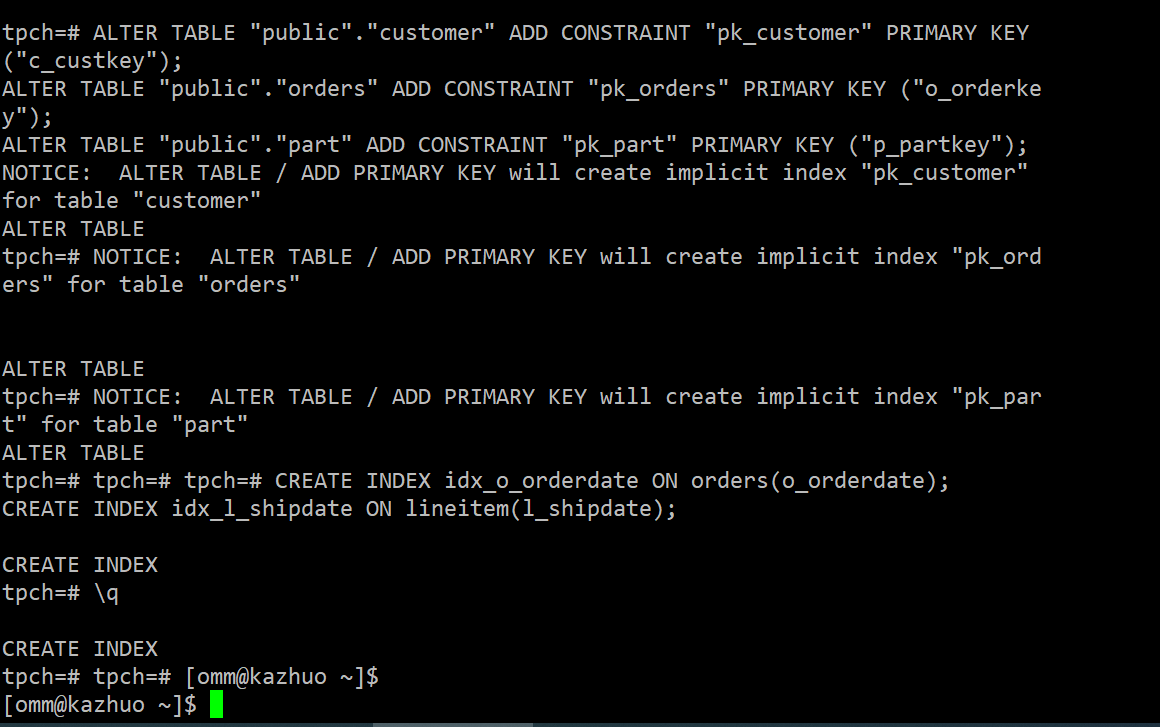 tpch=# ALTER TABLE "public"."customer" ADD CONSTRAINT "pk_customer" PRIMARY KEY
("c_custkey");
ALTER TABLE "public"."orders" ADD CONSTRAINT "pk_orders" PRIMARY KEY ("o_orderke
y");
ALTER TABLE "public"."part" ADD CONSTRAINT "pk_part" PRIMARY KEY ("p_partkey");
NOTICE:  ALTER TABLE / ADD PRIMARY KEY will create implicit index "pk_customer"
for table "customer"
ALTER TABLE
tpch=# NOTICE:  ALTER TABLE / ADD PRIMARY KEY will create implicit index "pk_ord
ers" for table "orders"
ALTER TABLE
tpch=# NOTICE:  ALTER TABLE / ADD PRIMARY KEY will create implicit index "pk_par
t" for table "part"
ALTER TABLE
tpch=# tpch=# tpch=# CREATE INDEX idx_o_orderdate ON orders(o_orderdate);
CREATE INDEX idx_l_shipdate ON lineitem(l_shipdate);
CREATE INDEX
tpch=# \q
CREATE INDEX
tpch=# tpch=# [omm@kazhuo ~]$
[omm@kazhuo ~]$